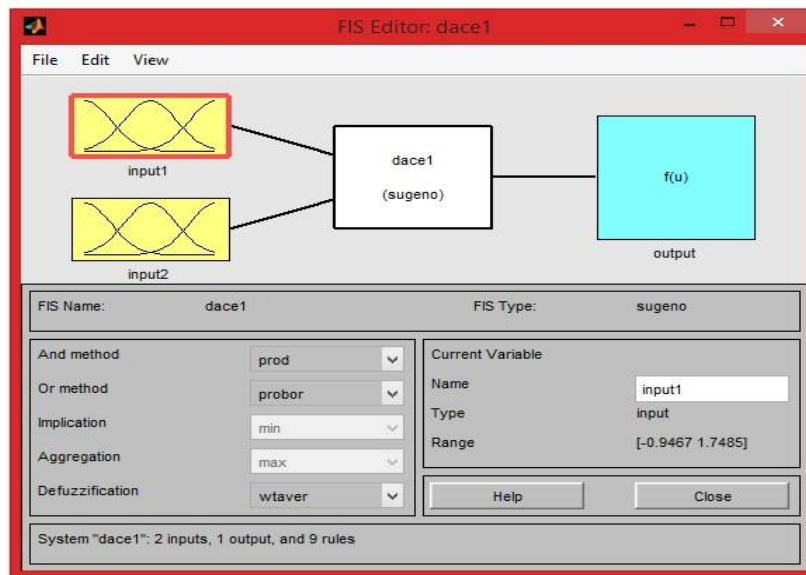 FIS Editor: dace1
File Edit View
input1
dace1
(sugeno)
f(u)
output
input2
FIS Name: dace1 FIS Type: sugeno
And method prod
Or method probor
Implication min
Aggregation max
Defuzzification wtaver
Current Variable
Name input1
Type input
Range [-0.9467 1.7485]
Help Close
System "dace1": 2 inputs, 1 output, and 9 rules